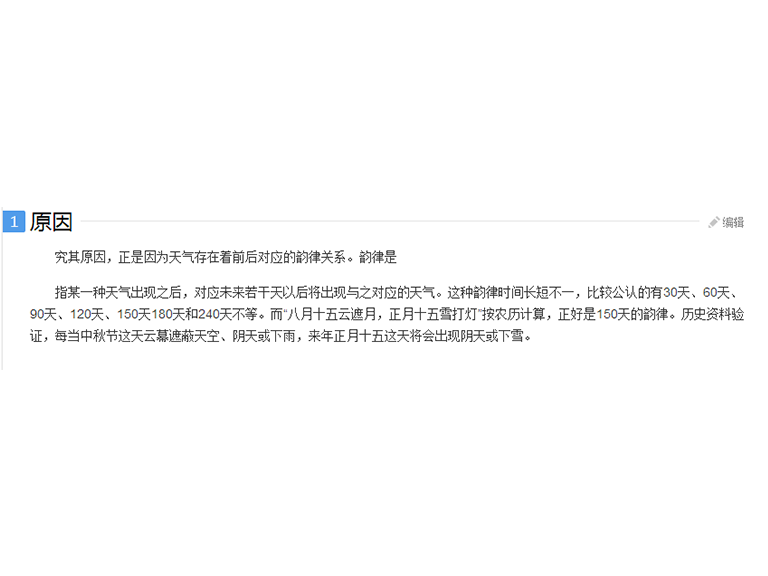 1 原因 编辑
究其原因，正是因为天气存在着前后对应的韵律关系。韵律是
指某一种天气出现之后，对应未来若干天以后将出现与之对应的天气。这种韵律时间长短不一，比较公认的有30天、60天、
90天、120天、150天180天和240天不等。而“八月十五云遮月，正月十五雪打灯”按农历计算，正好是150天的韵律。历史资料验
证，每当中秋节这天云幕遮蔽天空、阴天或下雨，来年正月十五这天将会出现阴天或下雪。